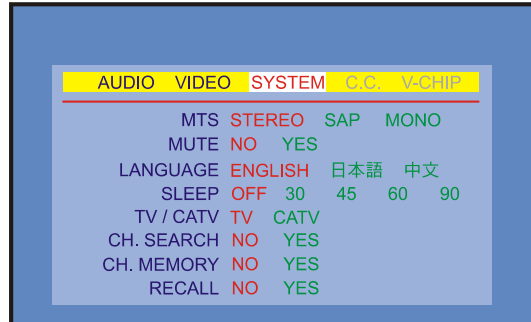 AUDIO VIDEO SYSTEM C.C. V-CHIP
MTS STEREO SAP MONO
MUTE NO YES
LANGUAGE ENGLISH 日本語 中文
SLEEP OFF 30 45 60 90
TV / CATV TV CATV
CH. SEARCH NO YES
CH. MEMORY NO YES
RECALL NO YES